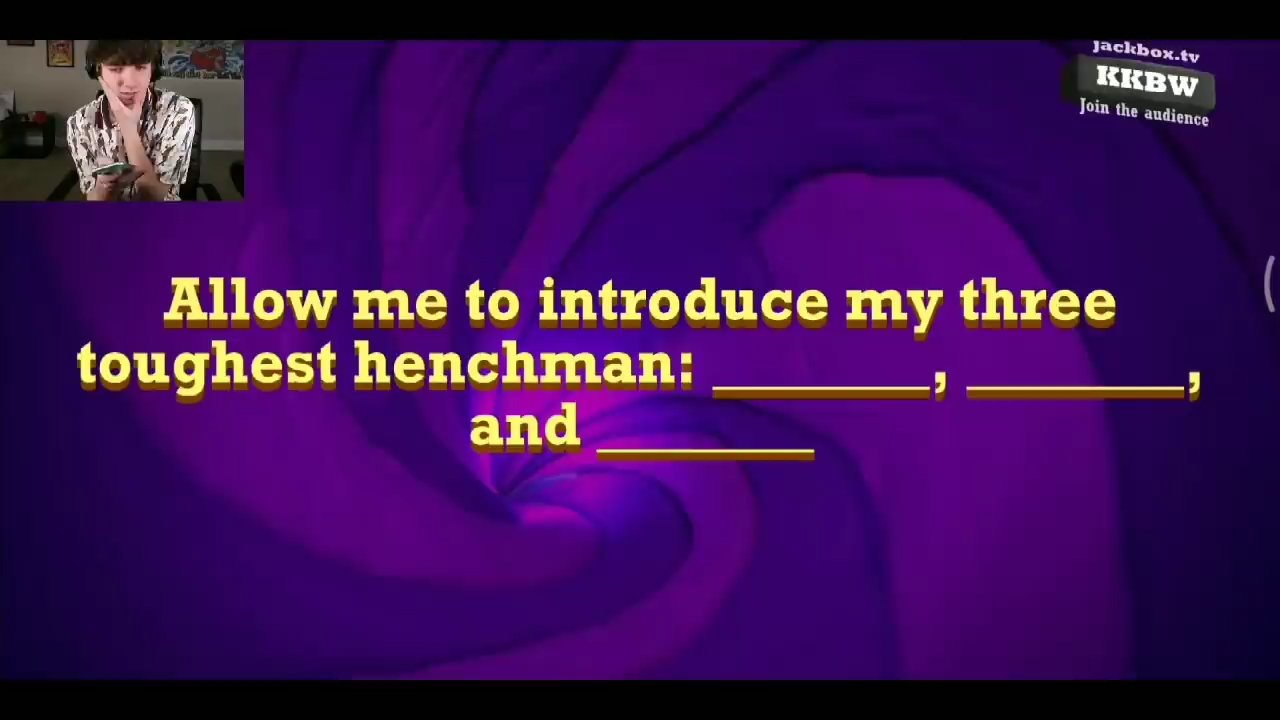 jackbox.tv
KKBW
Join the audience
Allow me to introduce my three
toughest henchman: ________, ________,
and ________